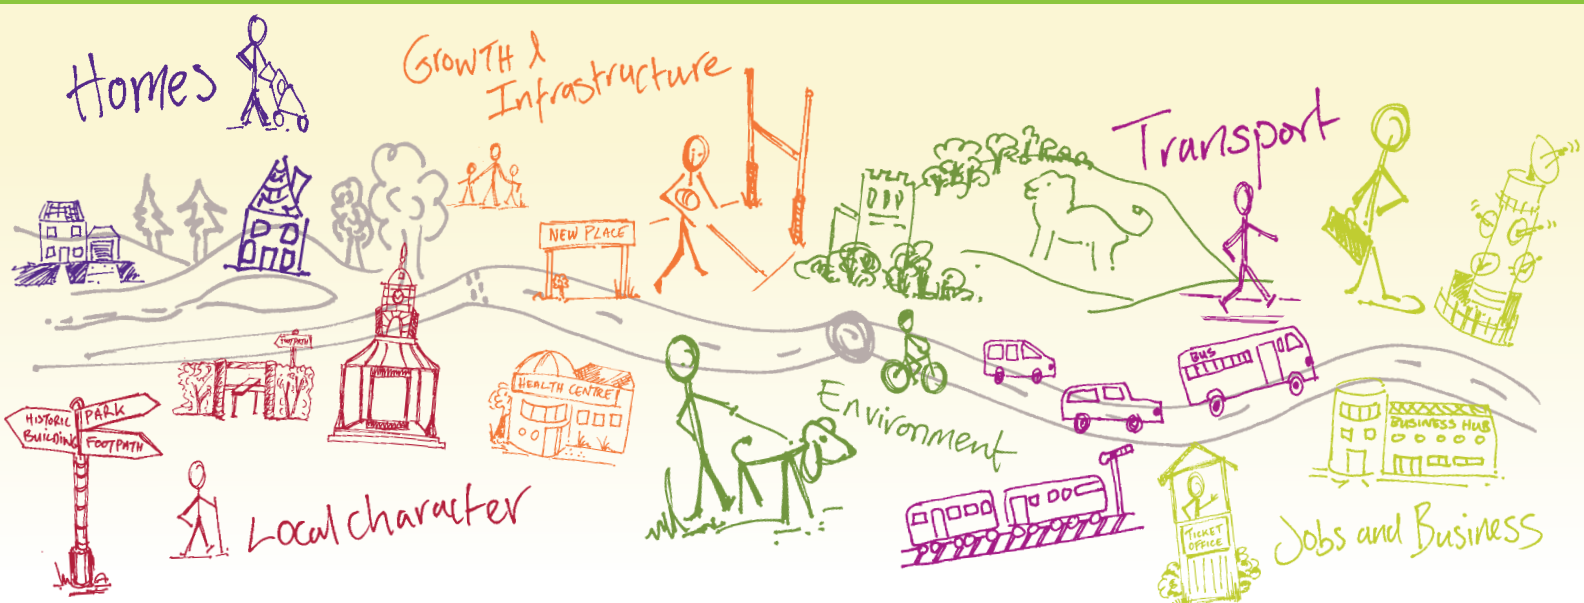 Homes
GROWTH &
Infrastructure
Transport
NEW PLACE
FOOTPATH
HEALTH CENTRE
HISTORIC
BUILDING
PARK
FOOTPATH
Local character
Environment
BUS
BUSINESS HUB
TICKET
OFFICE
Jobs and Business